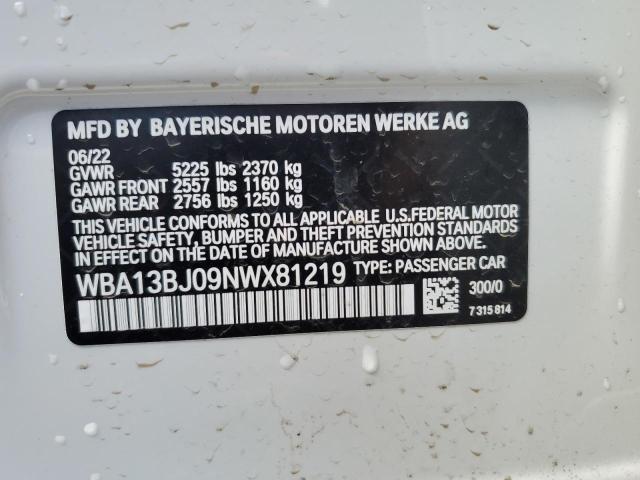 MFD BY BAYERISCHE MOTOREN WERKE AG
06/22
GVWR 5225 lbs 2370 kg
GAWR FRONT 2557 lbs 1160 kg
GAWR REAR 2756 lbs 1250 kg
THIS VEHICLE CONFORMS TO ALL APPLICABLE U.S.FEDERAL MOTOR
VEHICLE SAFETY, BUMPER AND THEFT PREVENTION STANDARDS
IN EFFECT ON THE DATE OF MANUFACTURE SHOWN ABOVE.
WBA13BJ09NWX81219 TYPE: PASSENGER CAR
300/0
7 315 814